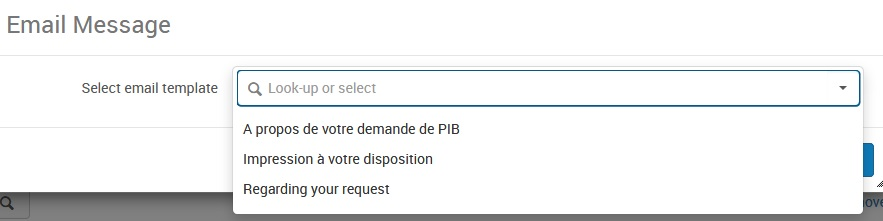 Email Message
Select email template
Look-up or select
A propos de votre demande de PIB
Impression à votre disposition
Regarding your request